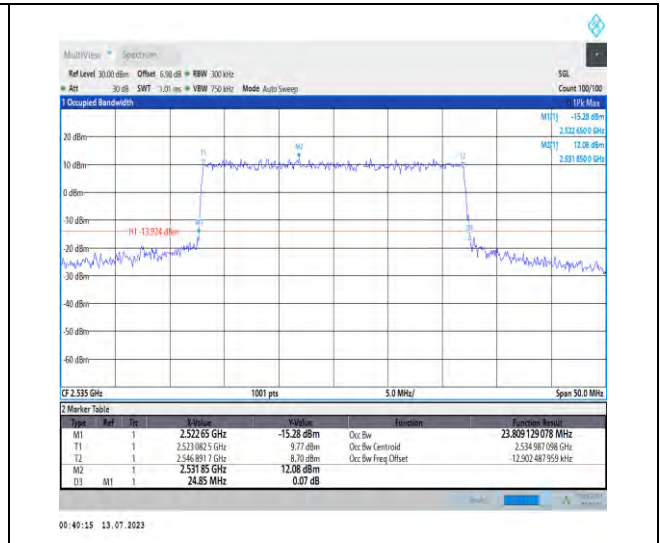 MultiView Spectrum
Ref Level 30.00 dBm Offset 6.98 dB RBW 300 kHz SGL
Att 30 dB SWT 1.01 ms VBW 750 kHz Mode Auto Sweep Count 100/100
1 Occupied Bandwidth 1Pk Max
M1[1] -15.28 dBm
2.522 650 0 GHz
20 dBm M2[1] 12.08 dBm
2.531 850 0 GHz
T1 M2 T2
10 dBm
0 dBm
-10 dBm
M1 D3
H1 -13.924 dBm
-20 dBm
-30 dBm
-40 dBm
-50 dBm
-60 dBm
CF 2.535 GHz 1001 pts 5.0 MHz/ Span 50.0 MHz
2 Marker Table
Type Ref Trc X-Value Y-Value Function Function Result
M1 1 2.522 65 GHz -15.28 dBm Occ Bw 23.809 129 078 MHz
T1 1 2.523 082 5 GHz 9.77 dBm Occ Bw Centroid 2.534 987 098 GHz
T2 1 2.546 891 7 GHz 8.70 dBm Occ Bw Freq Offset -12.902 487 959 kHz
M2 1 2.531 85 GHz 12.08 dBm
D3 M1 1 24.85 MHz 0.07 dB
00:40:15 13.07.2023